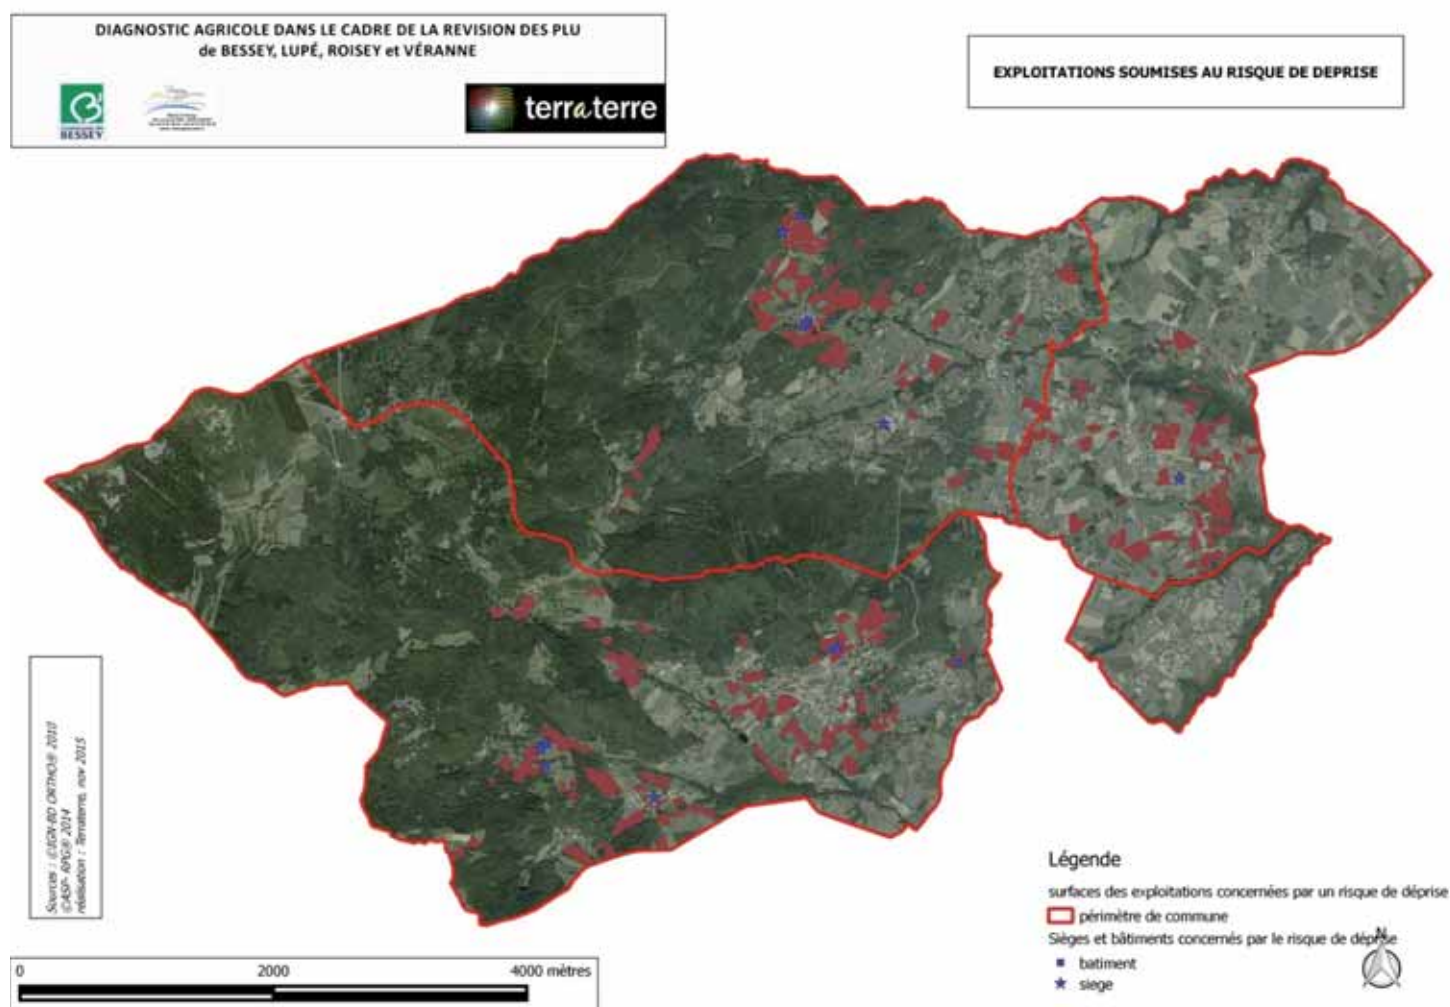 DIAGNOSTIC AGRICOLE DANS LE CADRE DE LA REVISION DES PLU
de BESSEY, LUPÉ, ROISEY et VÉRANNE
BESSEY
terraterre
EXPLOITATIONS SOUMISES AU RISQUE DE DEPRISE
Sources : ©IGN-BD ORTHO® 2010
©ASP- RPG® 2014
réalisation : Terraterre, nov 2015
Légende
surfaces des exploitations concernées par un risque de déprise
périmètre de commune
Sièges et bâtiments concernés par le risque de déprise
batiment
siege
N
0 2000 4000 mètres